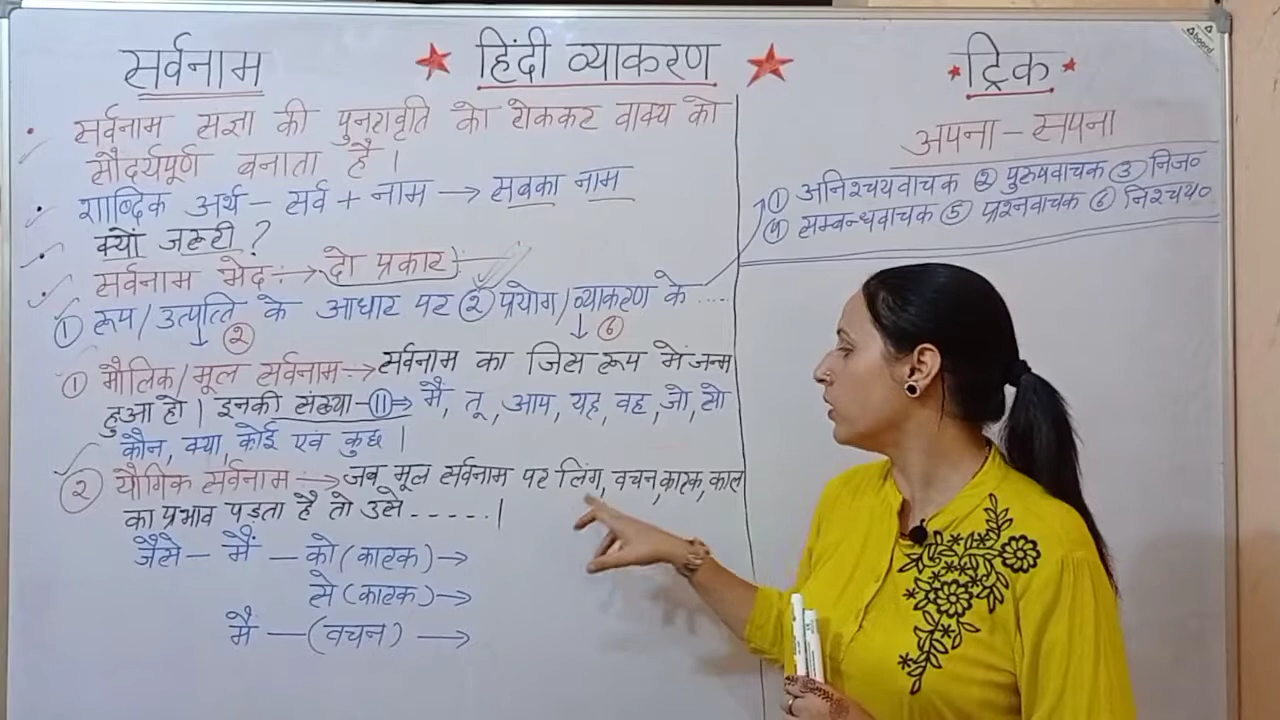 सर्वनाम
हिंदी व्याकरण
सर्वनाम सज्ञा की पुनरावृति को रोककर वाक्य को
सौदर्यपूर्ण बनाता है ।
शाब्दिक अर्थ - सर्व + नाम → सबका नाम
क्यों जरुरी ?
सर्वनाम भेद :→ दो प्रकार
① रूप / उत्पत्ति के आधार पर ② प्रयोग / व्याकरण के ....
↓ ② ↓ ⑥
① मौलिक / मूल सर्वनाम → सर्वनाम का जिस रूप में जन्म
हुआ हो । इनकी संख्या - ⑪ → मैं, तू, आप, यह, वह, जो, सो
कौन, क्या, कोई एवं कुछ ।
② यौगिक सर्वनाम → जब मूल सर्वनाम पर लिंग, वचन, कारक, काल
का प्रभाव पड़ता है तो उसे ...... ।
जैसे - मैं - को (कारक) →
से (कारक) →
मैं - (वचन) →
ट्रिक
अपना - सपना
① अनिश्चयवाचक ② पुरुषवाचक ③ निज०
④ सम्बन्धवाचक ⑤ प्रश्नवाचक ⑥ निश्चय०